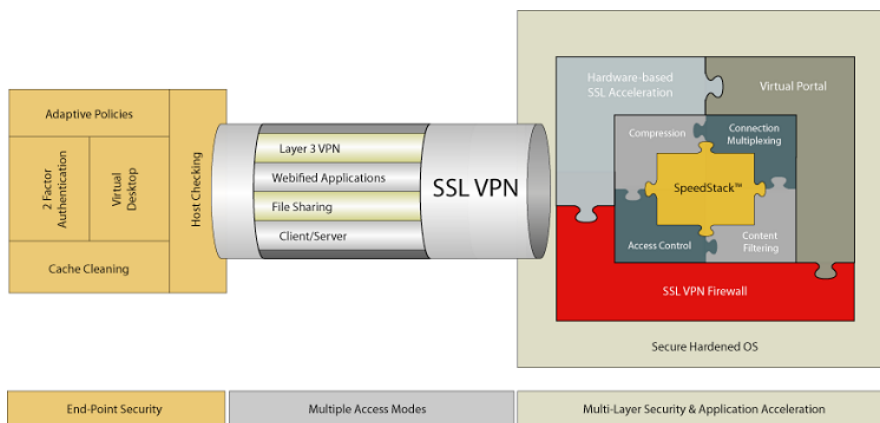 Adaptive Policies
2 Factor
Authentication
Virtual
Desktop
Cache Cleaning
Host Checking
Layer 3 VPN
Webified Applications
File Sharing
Client/Server
SSL VPN
Hardware-based
SSL Acceleration
Virtual Portal
Compression
Connection
Multiplexing
SpeedStack™
Access Control
Content
Filtering
SSL VPN Firewall
Secure Hardened OS
End-Point Security
Multiple Access Modes
Multi-Layer Security & Application Acceleration